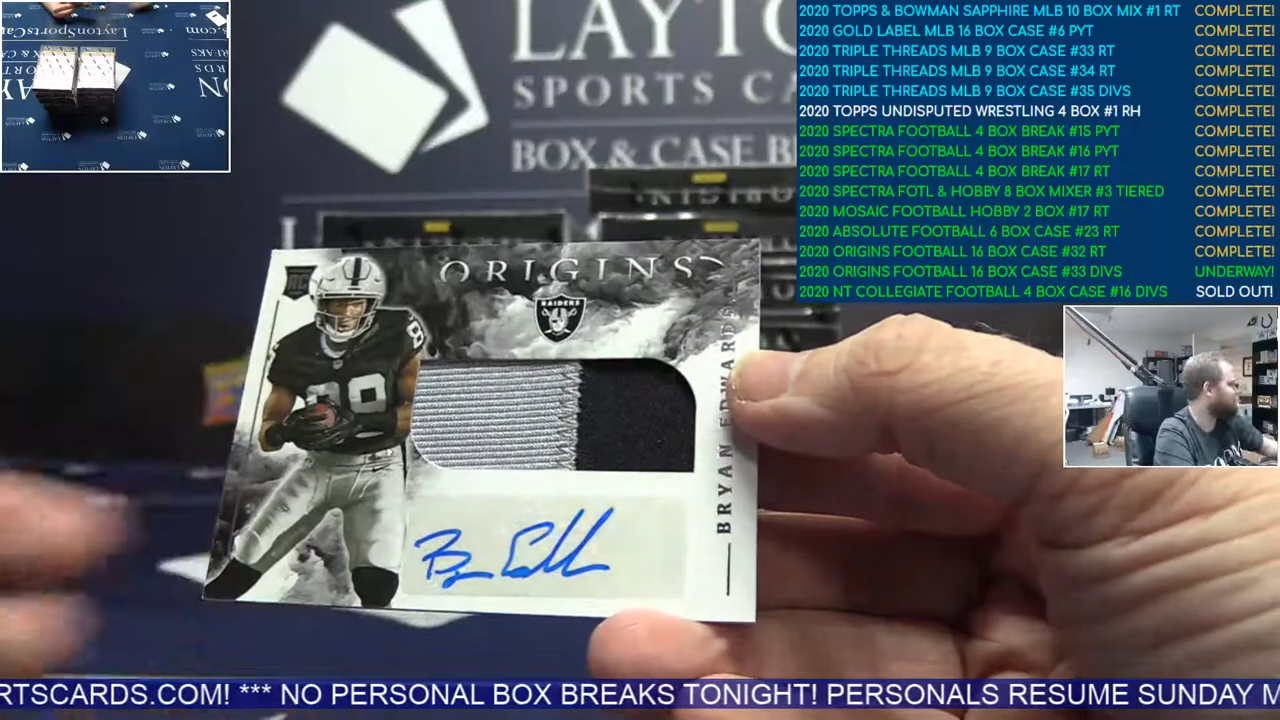 LaytonSportsCa
com
2020 TOPPS & BOWMAN SAPPHIRE MLB 10 BOX MIX #1 RT COMPLETE!
2020 GOLD LABEL MLB 16 BOX CASE #6 PYT COMPLETE!
2020 TRIPLE THREADS MLB 9 BOX CASE #33 RT COMPLETE!
2020 TRIPLE THREADS MLB 9 BOX CASE #34 RT COMPLETE!
2020 TRIPLE THREADS MLB 9 BOX CASE #35 DIVS COMPLETE!
2020 TOPPS UNDISPUTED WRESTLING 4 BOX #1 RH COMPLETE!
2020 SPECTRA FOOTBALL 4 BOX BREAK #15 PYT COMPLETE!
2020 SPECTRA FOOTBALL 4 BOX BREAK #16 PYT COMPLETE!
2020 SPECTRA FOOTBALL 4 BOX BREAK #17 RT COMPLETE!
2020 SPECTRA FOTL & HOBBY 8 BOX MIXER #3 TIERED COMPLETE!
2020 MOSAIC FOOTBALL HOBBY 2 BOX #17 RT COMPLETE!
2020 ABSOLUTE FOOTBALL 6 BOX CASE #23 RT COMPLETE!
2020 ORIGINS FOOTBALL 16 BOX CASE #32 RT COMPLETE!
2020 ORIGINS FOOTBALL 16 BOX CASE #33 DIVS UNDERWAY!
2020 NT COLLEGIATE FOOTBALL 4 BOX CASE #16 DIVS SOLD OUT!
LAYTO
SPORTS CA
BOX & CASE B
ORIGINS
RC
RAIDERS
89
BRYAN EDWARDS
RTSCARDS.COM! *** NO PERSONAL BOX BREAKS TONIGHT! PERSONALS RESUME SUNDAY M